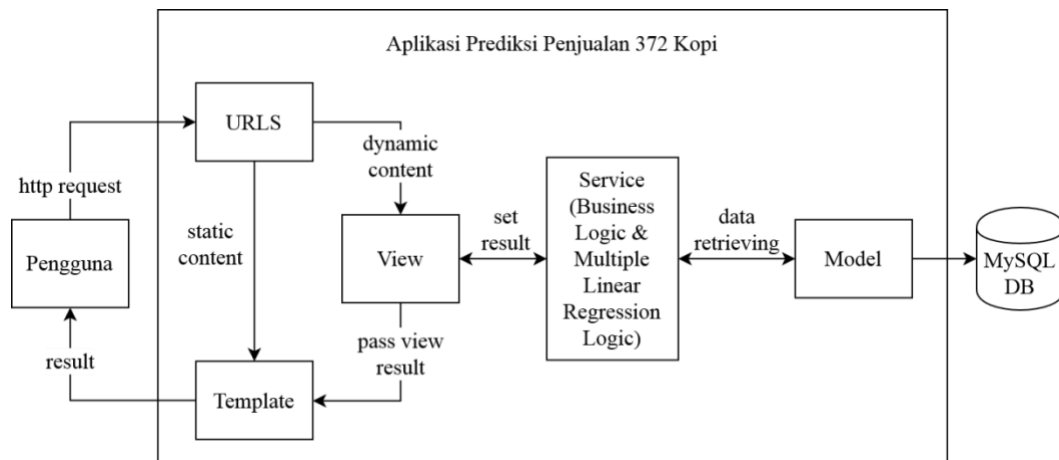 Aplikasi Prediksi Penjualan 372 Kopi
URLS
dynamic
content
http request
Pengguna
static
content
View
set
result
Service
(Business
Logic &
Multiple
Linear
Regression
Logic)
data
retrieving
Model
MySQL
DB
result
pass view
result
Template